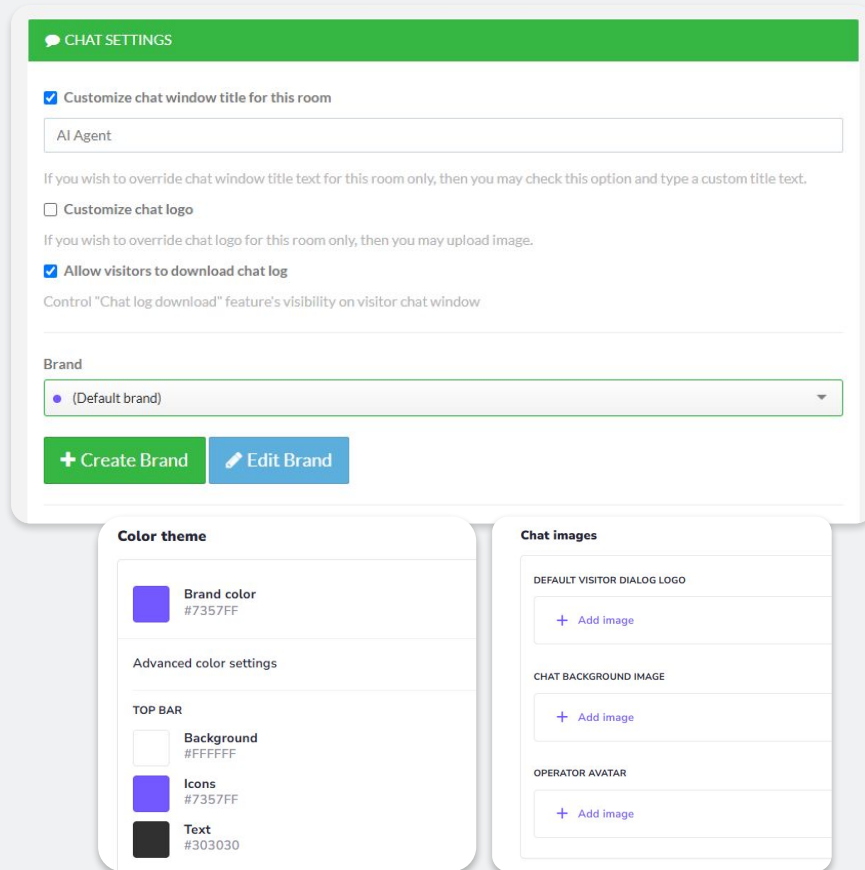 CHAT SETTINGS
Customize chat window title for this room
AI Agent
If you wish to override chat window title text for this room only, then you may check this option and type a custom title text.
Customize chat logo
If you wish to override chat logo for this room only, then you may upload image.
Allow visitors to download chat log
Control "Chat log download" feature's visibility on visitor chat window
Brand
(Default brand)
Create Brand
Edit Brand
Color theme
Brand color
#7357FF
Advanced color settings
TOP BAR
Background
#FFFFFF
Icons
#7357FF
Text
#303030
Chat images
DEFAULT VISITOR DIALOG LOGO
+ Add image
CHAT BACKGROUND IMAGE
+ Add image
OPERATOR AVATAR
+ Add image